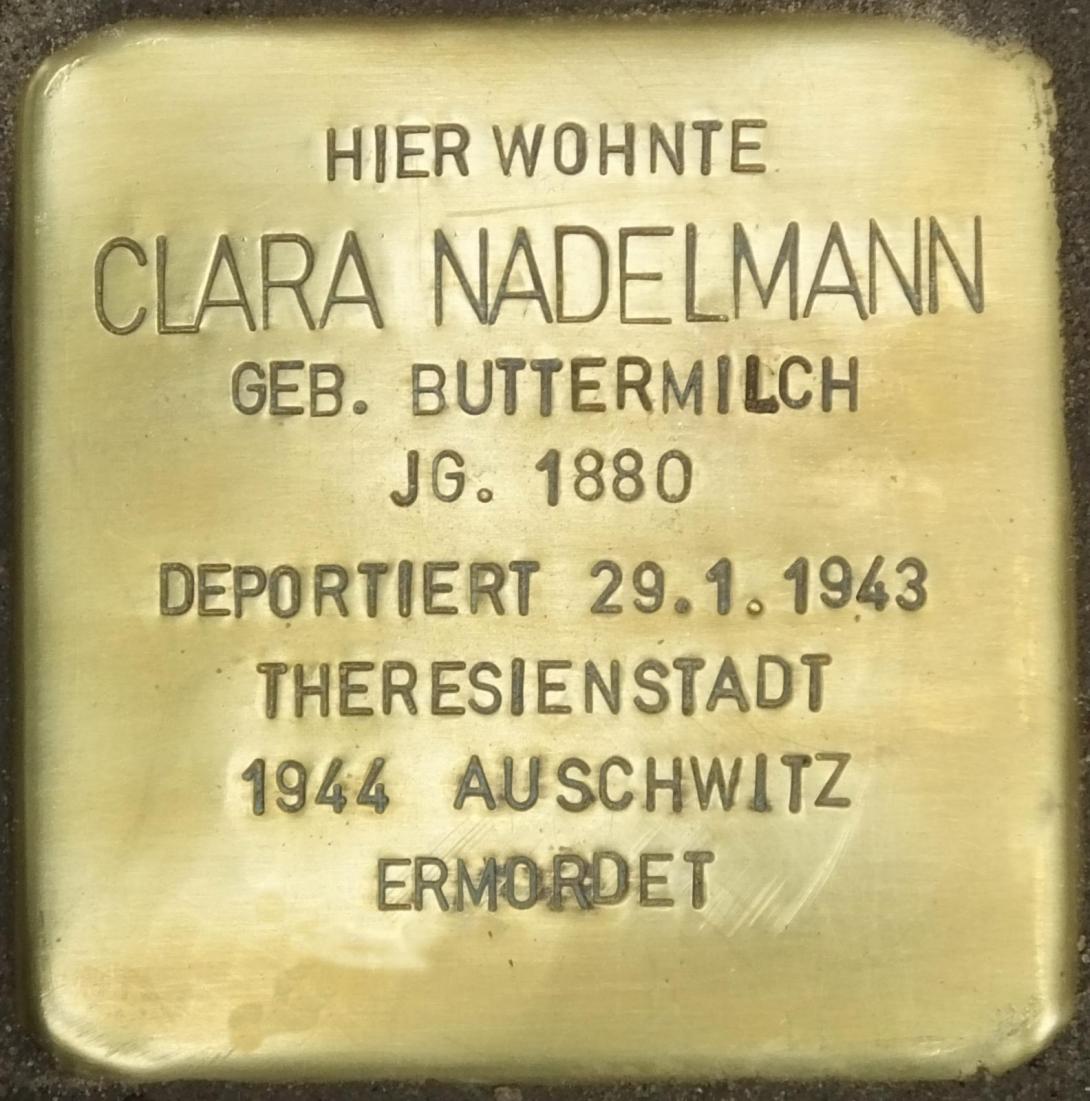 HIER WOHNTE
CLARA NADELMANN
GEB. BUTTERMILCH
JG. 1880
DEPORTIERT 29.1.1943
THERESIENSTADT
1944 AUSCHWITZ
ERMORDET